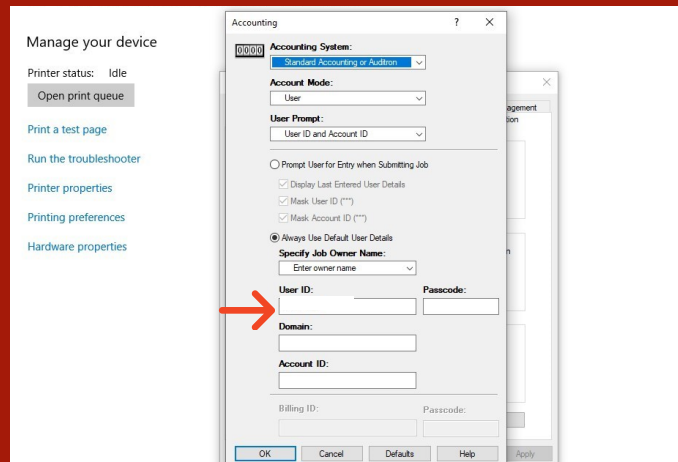 Manage your device
Printer status: Idle
Open print queue
Print a test page
Run the troubleshooter
Printer properties
Printing preferences
Hardware properties
Accounting ? ×
0000 Accounting System:
Standard Accounting or Auditron
Account Mode:
User
User Prompt:
User ID and Account ID
Prompt User for Entry when Submitting Job
Display Last Entered User Details
Mask User ID (***)
Mask Account ID (***)
Always Use Default User Details
Specify Job Owner Name:
Enter owner name
User ID: Passcode:
Domain:
Account ID:
Billing ID: Passcode:
OK Cancel Defaults Help
Apply